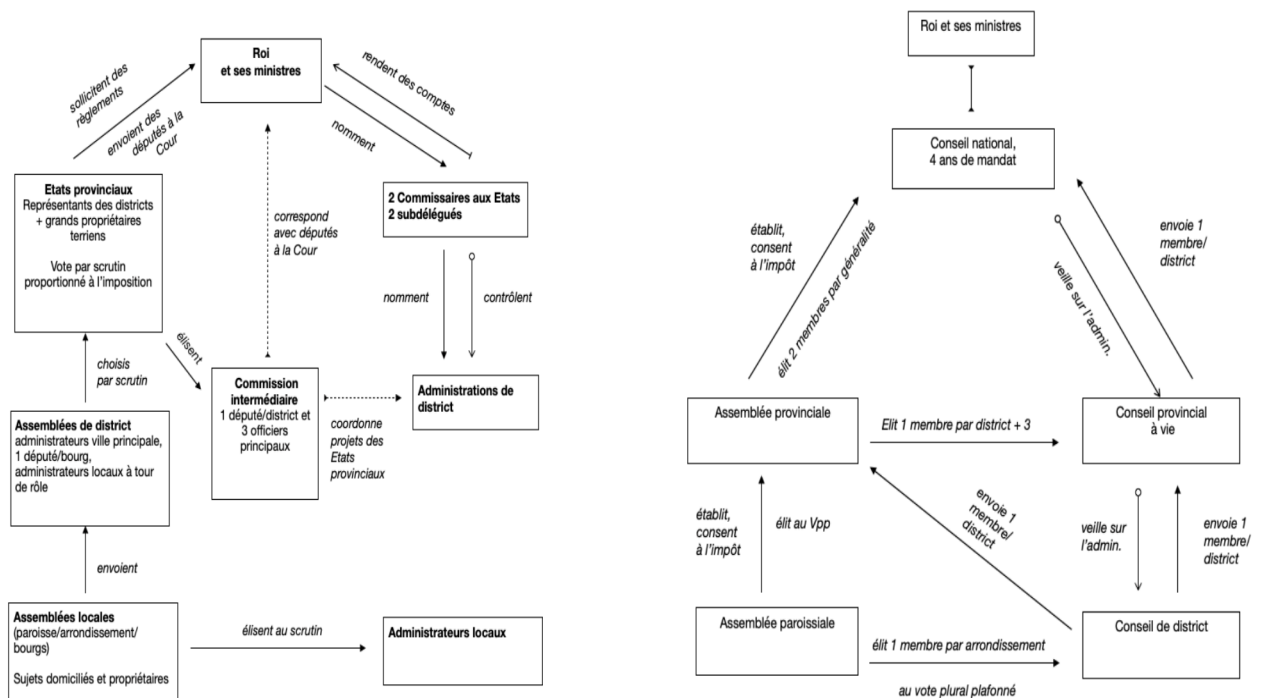 Roi
et ses ministres
sollicitent des
règlements
envoient des
députés à la
Cour
rendent des comptes
nomment
Etats provinciaux
Représentants des districts
+ grands propriétaires
terriens
Vote par scrutin
proportionné à l'imposition
2 Commissaires aux Etats
2 subdélégués
correspond
avec députés
à la Cour
nomment
contrôlent
élisent
choisis
par scrutin
Commission
intermédiaire
1 député/district et
3 officiers
principaux
coordonne
projets des
Etats
provinciaux
Administrations de
district
Assemblées de district
administrateurs ville principale,
1 député/bourg,
administrateurs locaux à tour
de rôle
envoient
Assemblées locales
(paroisse/arrondissement/
bourgs)
Sujets domiciliés et propriétaires
élisent au scrutin
Administrateurs locaux
Roi et ses ministres
Conseil national,
4 ans de mandat
établit,
consent
à l'impôt
élit 2 membres par généralité
veille sur l'admin.
envoie 1
membre/
district
Assemblée provinciale
Elit 1 membre par district + 3
Conseil provincial
à vie
établit,
consent
à l'impôt
élit au Vpp
envoie 1
membre/
district
veille sur
l'admin.
envoie 1
membre/
district
Assemblée paroissiale
élit 1 membre par arrondissement
au vote plural plafonné
Conseil de district